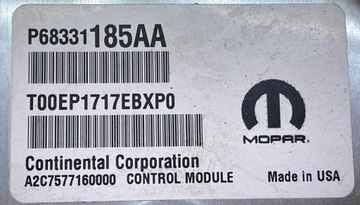 P68331185AA
T00EP1717EBXP0
MOPAR
Continental Corporation
A2C7577160000 CONTROL MODULE Made in USA